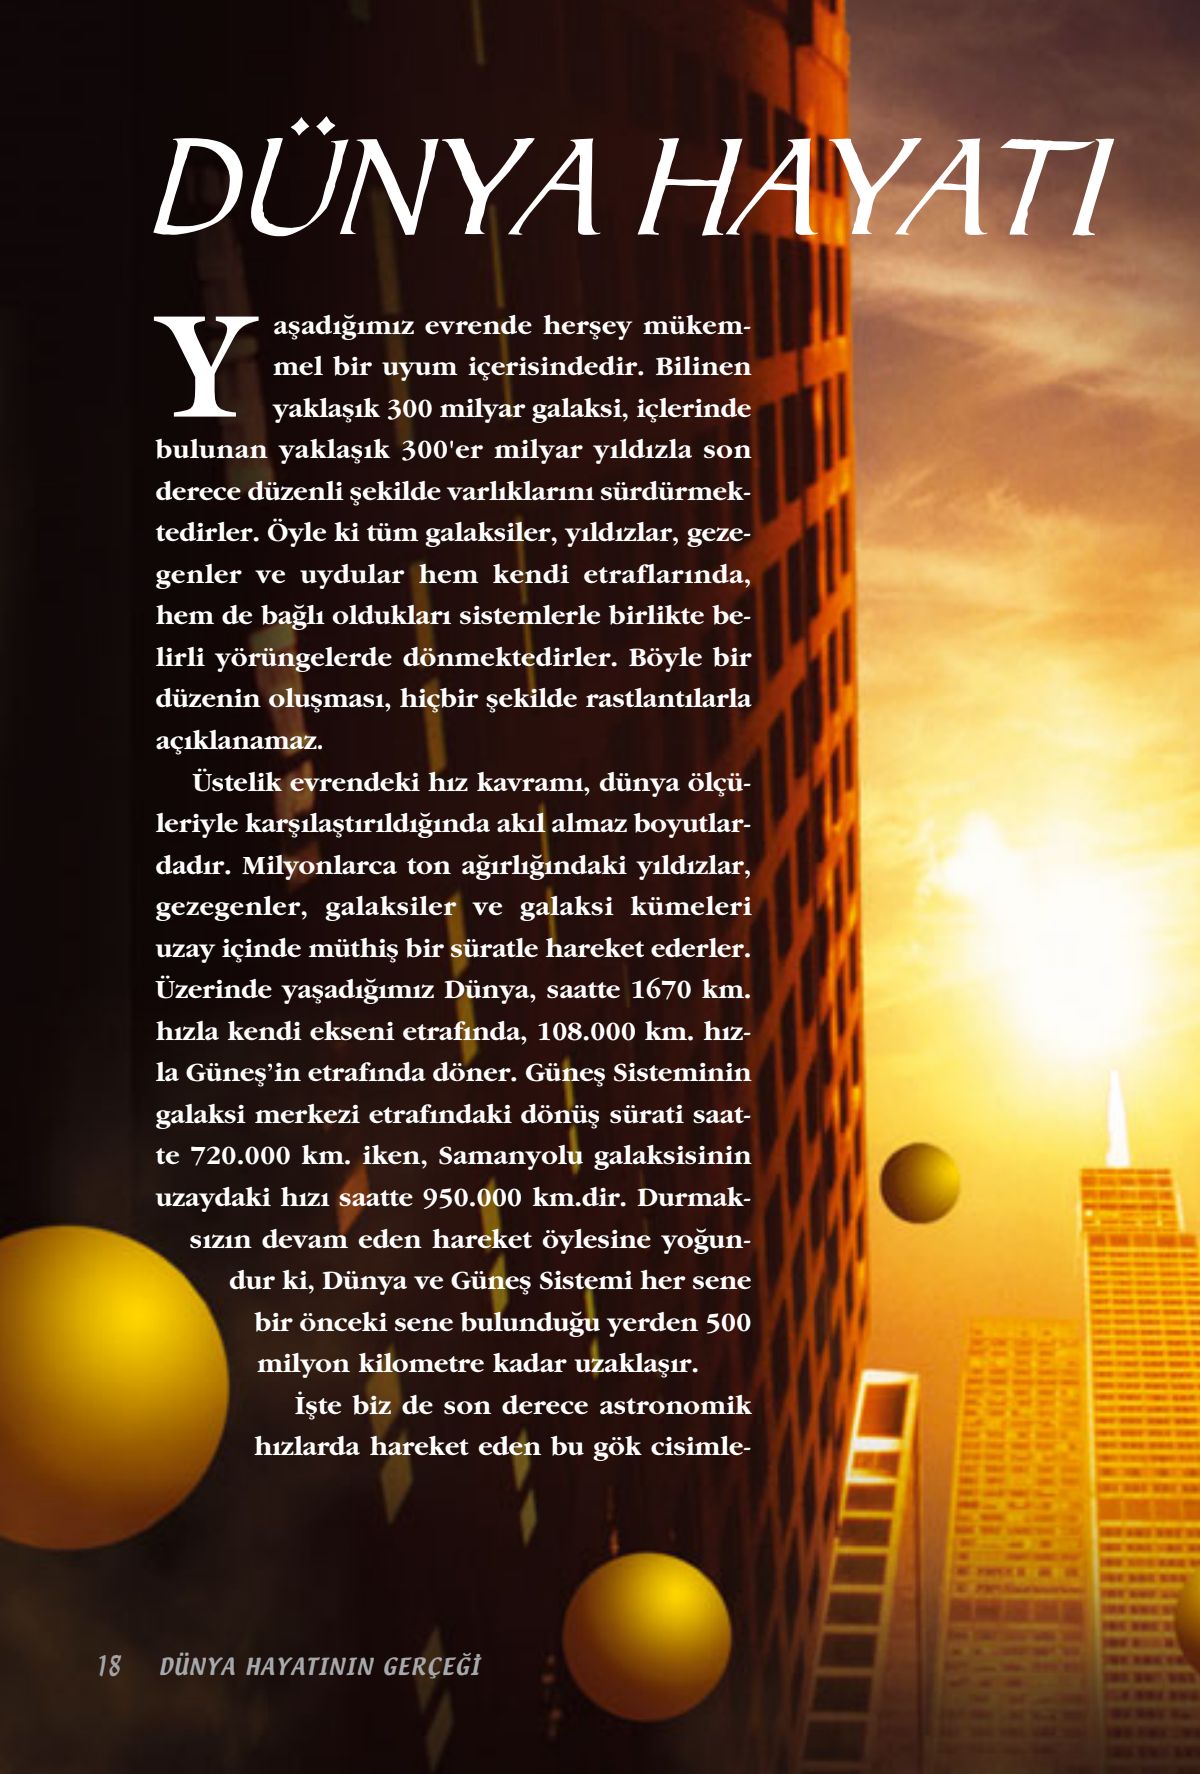 DÜNYA HAYATI
Yaşadığımız evrende herşey mükem-
mel bir uyum içerisindedir. Bilinen
yaklaşık 300 milyar galaksi, içlerinde
bulunan yaklaşık 300'er milyar yıldızla son
derece düzenli şekilde varlıklarını sürdürmek-
tedirler. Öyle ki tüm galaksiler, yıldızlar, geze-
genler ve uydular hem kendi etraflarında,
hem de bağlı oldukları sistemlerle birlikte be-
lirli yörüngelerde dönmektedirler. Böyle bir
düzenin oluşması, hiçbir şekilde rastlantılarla
açıklanamaz.
Üstelik evrendeki hız kavramı, dünya ölçü-
leriyle karşılaştırıldığında akıl almaz boyutlar-
dadır. Milyonlarca ton ağırlığındaki yıldızlar,
gezegenler, galaksiler ve galaksi kümeleri
uzay içinde müthiş bir süratle hareket ederler.
Üzerinde yaşadığımız Dünya, saatte 1670 km.
hızla kendi ekseni etrafında, 108.000 km. hız-
la Güneş’in etrafında döner. Güneş Sisteminin
galaksi merkezi etrafındaki dönüş sürati saat-
te 720.000 km. iken, Samanyolu galaksisinin
uzaydaki hızı saatte 950.000 km.dir. Durmak-
sızın devam eden hareket öylesine yoğun-
dur ki, Dünya ve Güneş Sistemi her sene
bir önceki sene bulunduğu yerden 500
milyon kilometre kadar uzaklaşır.
İşte biz de son derece astronomik
hızlarda hareket eden bu gök cisimle-
18 DÜNYA HAYATININ GERÇEĞİ